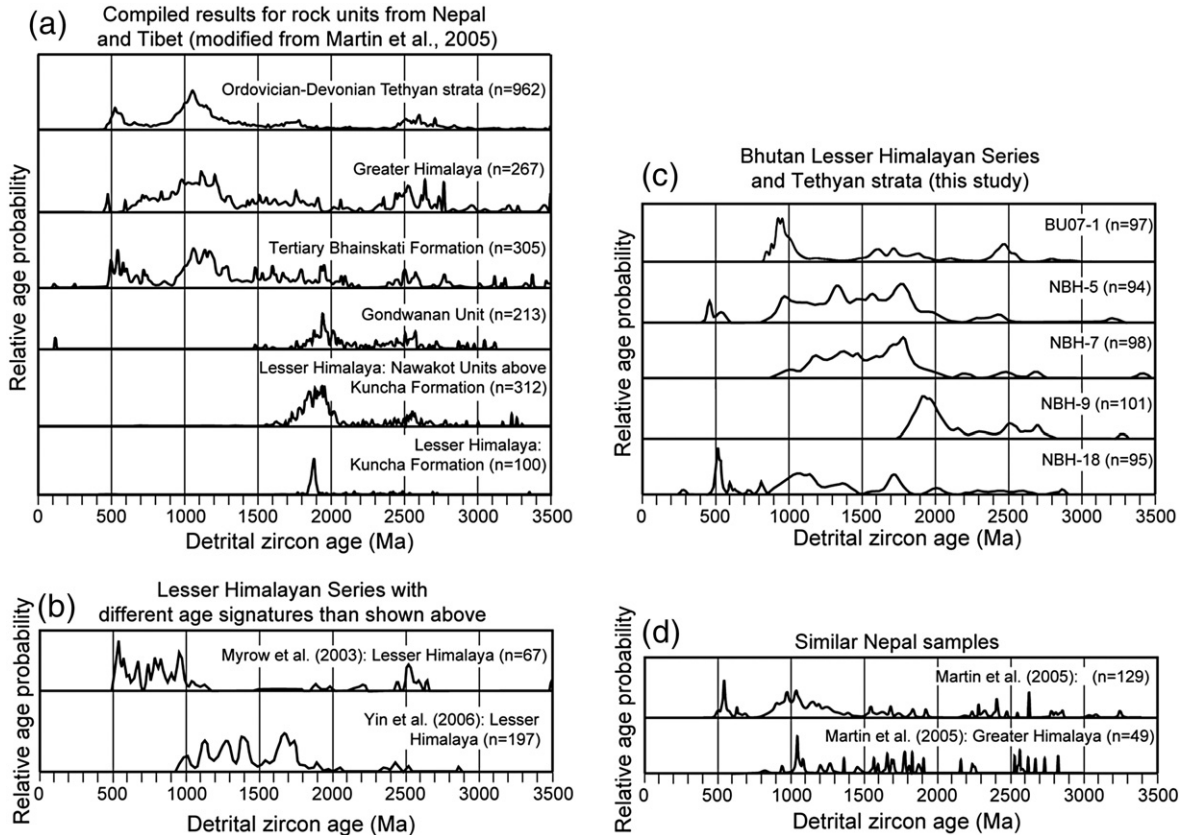 (a)
Compiled results for rock units from Nepal
and Tibet (modified from Martin et al., 2005)
Relative age probability
Ordovician-Devonian Tethyan strata (n=962)
Greater Himalaya (n=267)
Tertiary Bhainskati Formation (n=305)
Gondwanan Unit (n=213)
Lesser Himalaya: Nawakot Units above
Kuncha Formation (n=312)
Lesser Himalaya:
Kuncha Formation (n=100)
0 500 1000 1500 2000 2500 3000 3500
Detrital zircon age (Ma)
(b)
Lesser Himalayan Series with
different age signatures than shown above
Relative age probability
Myrow et al. (2003): Lesser Himalaya (n=67)
Yin et al. (2006): Lesser
Himalaya (n=197)
0 500 1000 1500 2000 2500 3000 3500
Detrital zircon age (Ma)
(c)
Bhutan Lesser Himalayan Series
and Tethyan strata (this study)
Relative age probability
BU07-1 (n=97)
NBH-5 (n=94)
NBH-7 (n=98)
NBH-9 (n=101)
NBH-18 (n=95)
0 500 1000 1500 2000 2500 3000 3500
Detrital zircon age (Ma)
(d)
Similar Nepal samples
Relative age probability
Martin et al. (2005): (n=129)
Martin et al. (2005): Greater Himalaya (n=49)
0 500 1000 1500 2000 2500 3000 3500
Detrital zircon age (Ma)